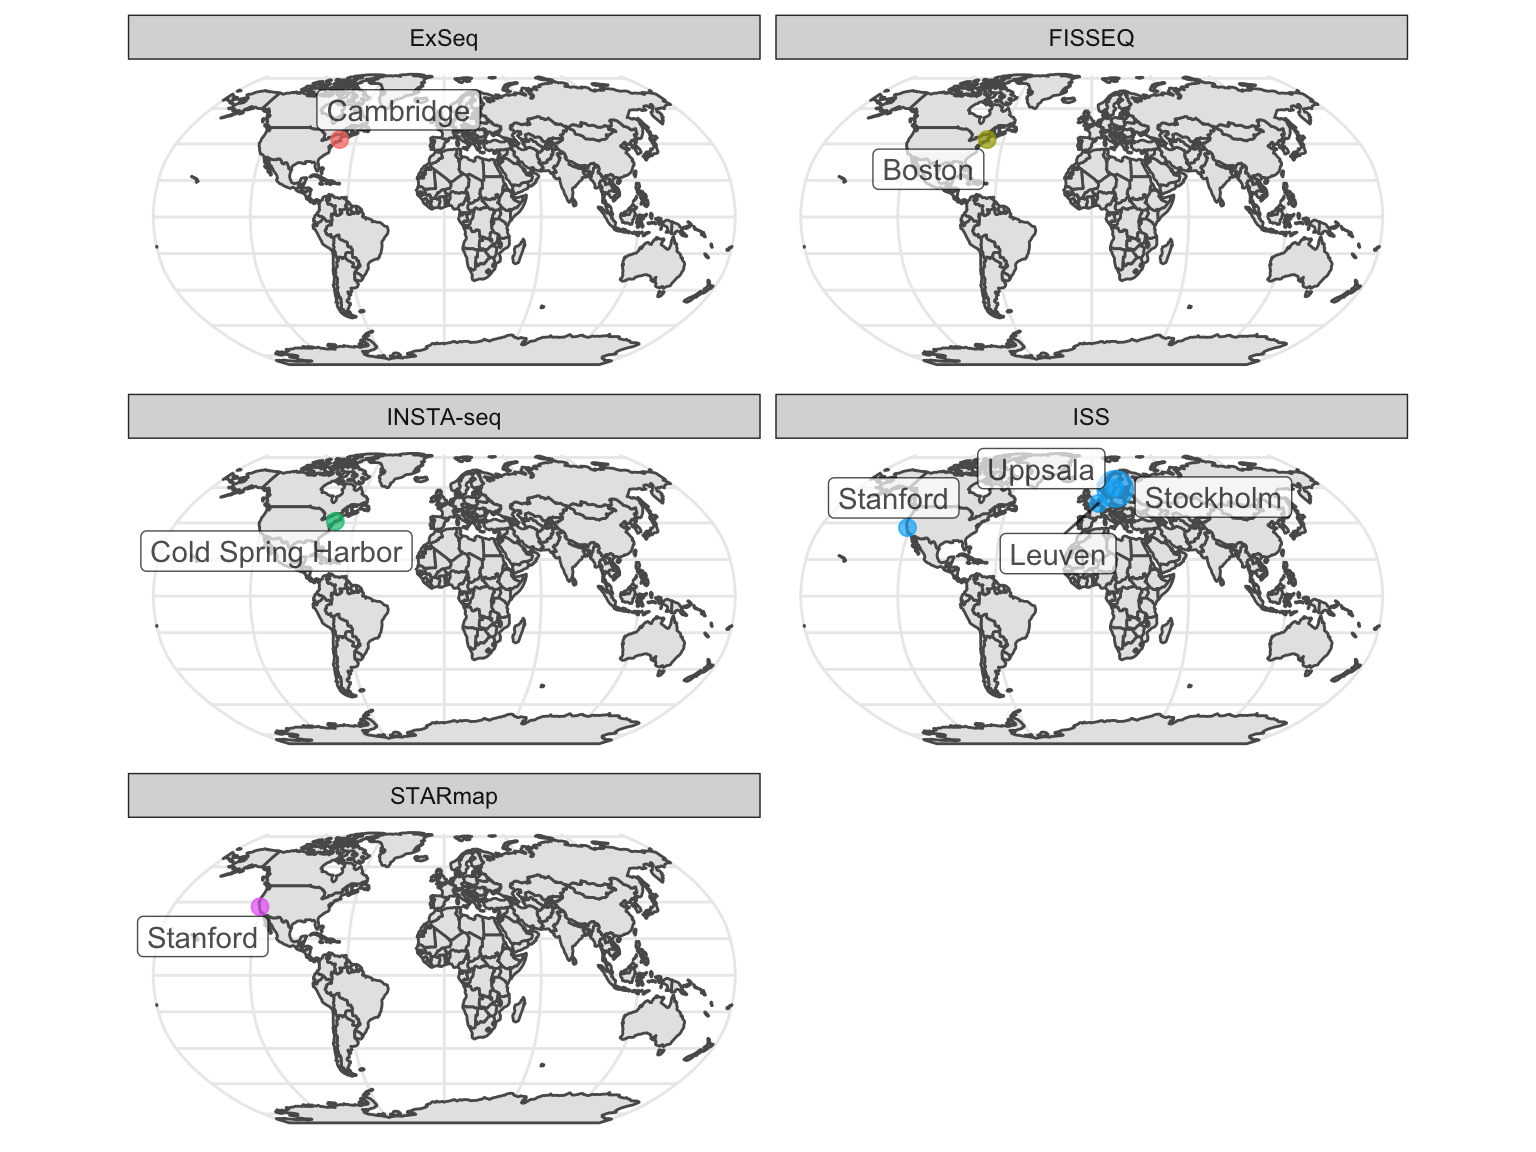 ExSeq
FISSEQ
Cambridge
Boston
INSTA-seq
ISS
Cold Spring Harbor
Uppsala
Stanford
Stockholm
Leuven
STARmap
Stanford